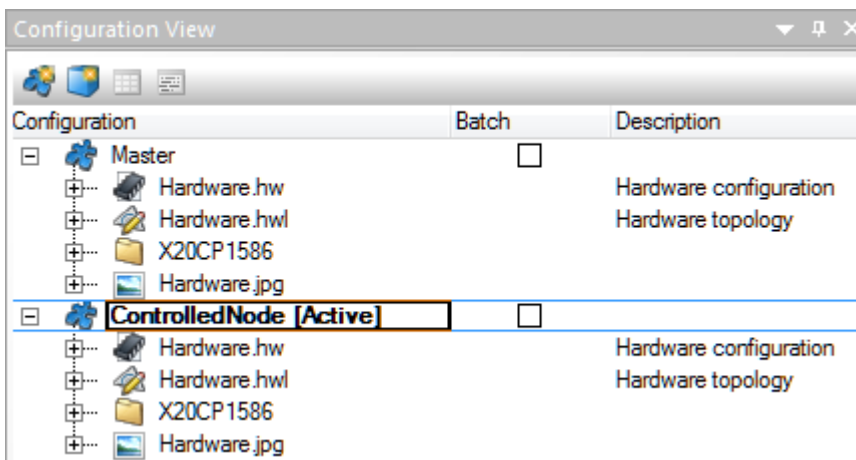 Configuration View
Configuration Batch Description
Master
Hardware.hw Hardware configuration
Hardware.hwl Hardware topology
X20CP1586
Hardware.jpg
ControlledNode [Active]
Hardware.hw Hardware configuration
Hardware.hwl Hardware topology
X20CP1586
Hardware.jpg